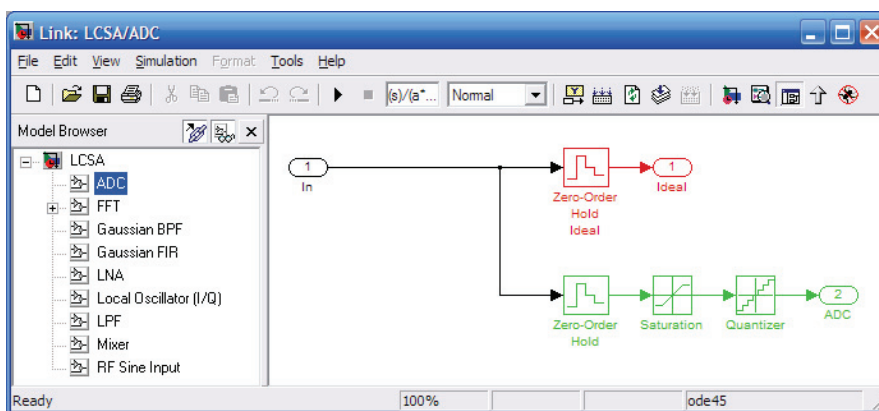 Link: LCSA/ADC
File Edit View Simulation Format Tools Help
(s)/(a*... Normal
Model Browser
LCSA
ADC
FFT
Gaussian BPF
Gaussian FIR
LNA
Local Oscillator (I/Q)
LPF
Mixer
RF Sine Input
1
In
Zero-Order
Hold
Ideal
1
Ideal
Zero-Order
Hold
Saturation
Quantizer
2
ADC
Ready 100% ode45